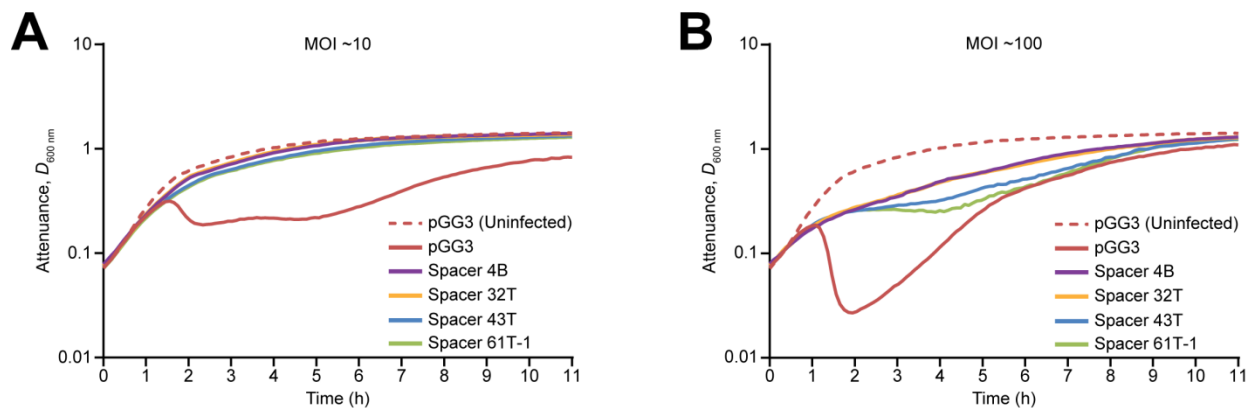 A
MOI ~10
10
1
0.1
0.01
Attenuance, D600 nm
0 1 2 3 4 5 6 7 8 9 10 11
Time (h)
pGG3 (Uninfected)
pGG3
Spacer 4B
Spacer 32T
Spacer 43T
Spacer 61T-1
B
MOI ~100
10
1
0.1
0.01
Attenuance, D600 nm
0 1 2 3 4 5 6 7 8 9 10 11
Time (h)
pGG3 (Uninfected)
pGG3
Spacer 4B
Spacer 32T
Spacer 43T
Spacer 61T-1